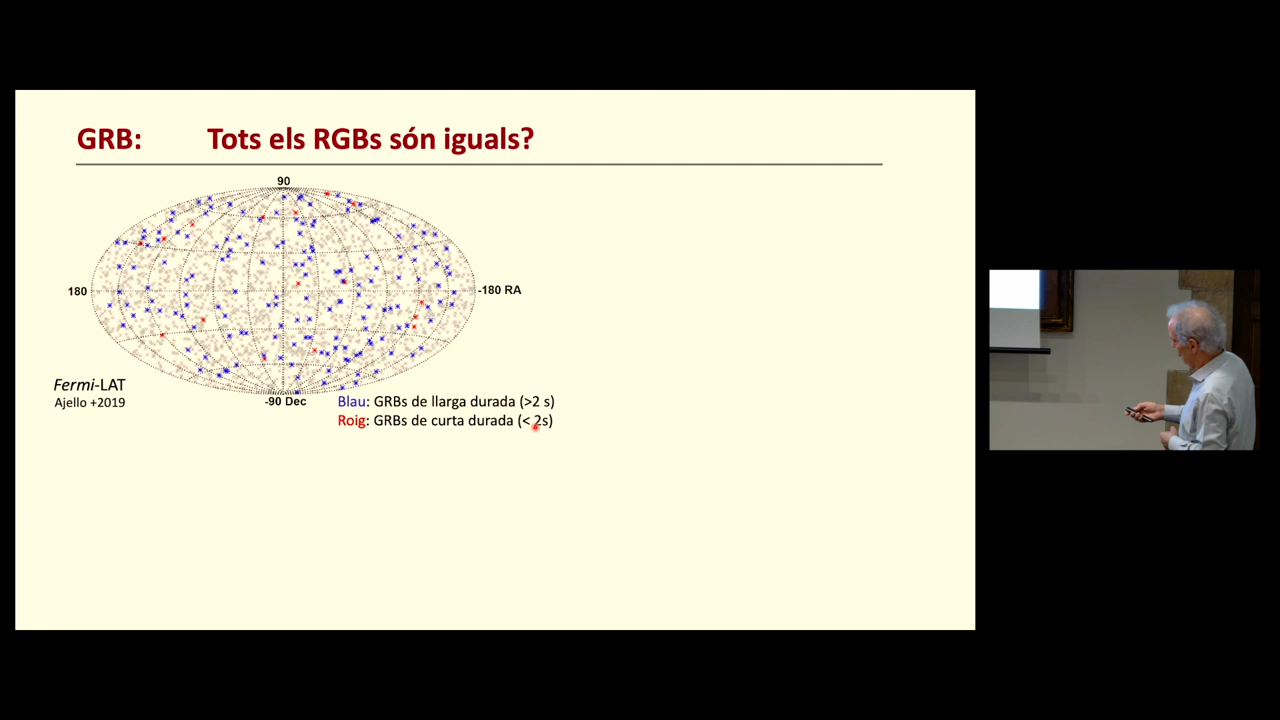 GRB: Tots els RGBs són iguals?
90
180
-180 RA
Fermi-LAT
Ajello +2019
-90 Dec
Blau: GRBs de llarga durada (>2 s)
Roig: GRBs de curta durada (< 2s)